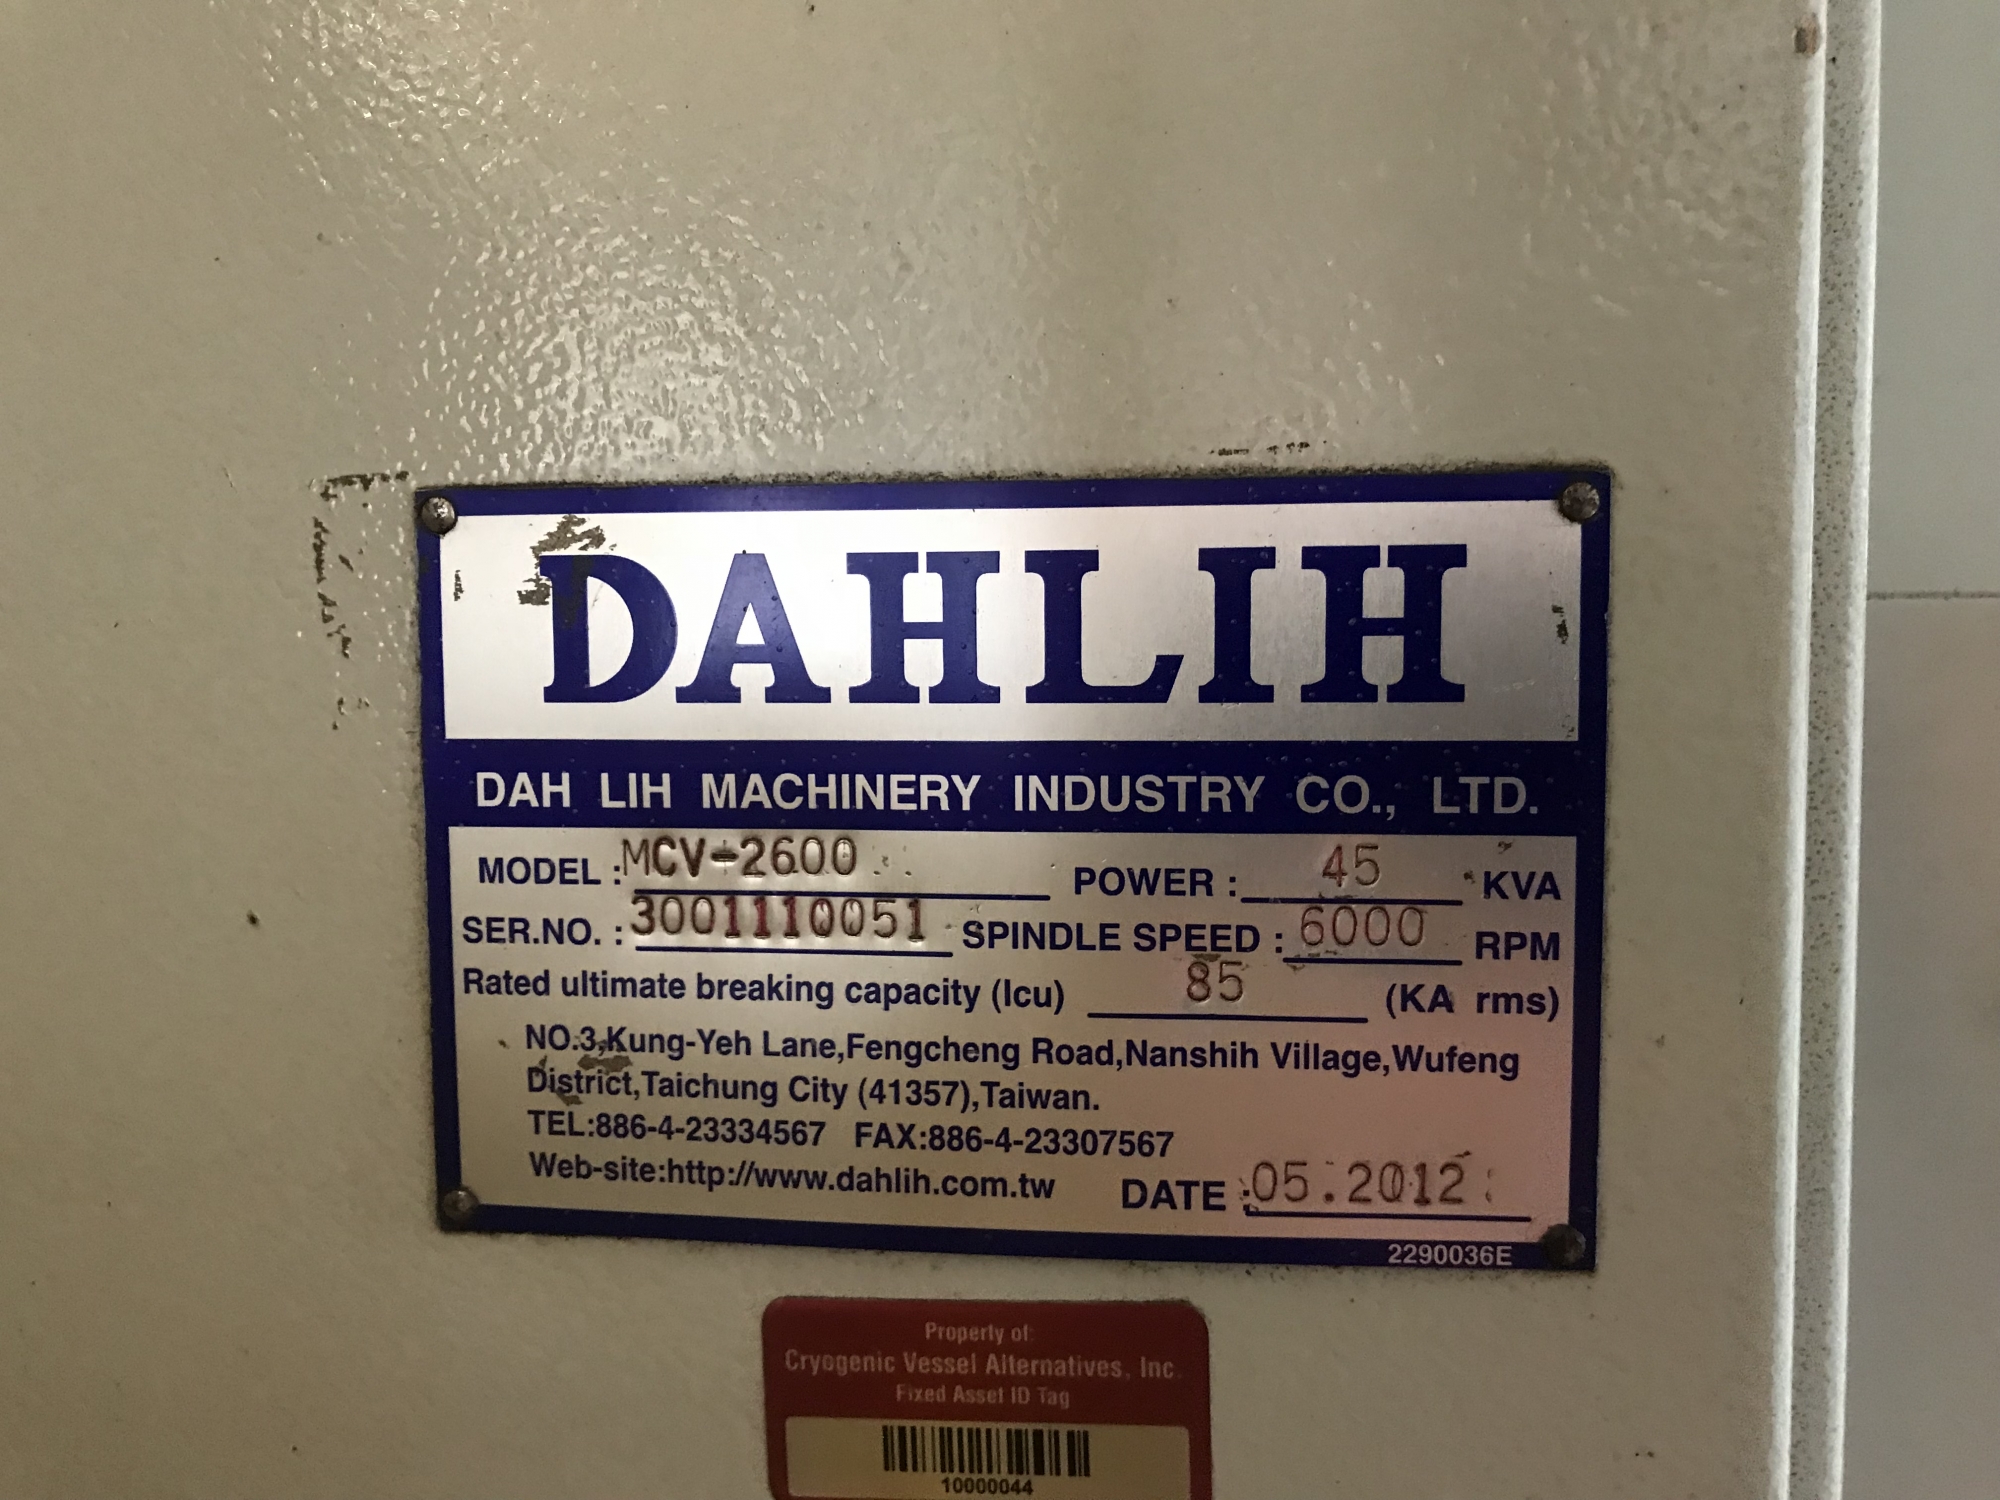 DAHLIH
DAH LIH MACHINERY INDUSTRY CO., LTD.
MODEL : MCV-2600 POWER : 45 KVA
SER.NO. : 3001110051 SPINDLE SPEED : 6000 RPM
Rated ultimate breaking capacity (Icu) 85 (KA rms)
NO.3,Kung-Yeh Lane,Fengcheng Road,Nanshih Village,Wufeng
District,Taichung City (41357),Taiwan.
TEL:886-4-23334567 FAX:886-4-23307567
Web-site:http://www.dahlih.com.tw DATE : 05.2012
2290036E
Property of:
Cryogenic Vessel Alternatives, Inc.
Fixed Asset ID Tag
10000044